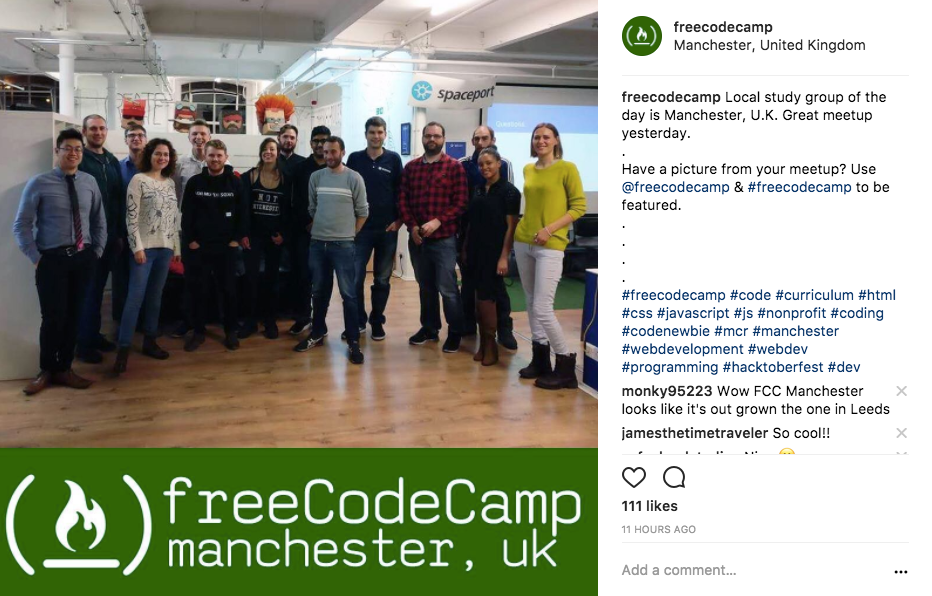 spaceport
Questions
NOT
freeCodeCamp
manchester, uk
freecodecamp
Manchester, United Kingdom
freecodecamp Local study group of the
day is Manchester, U.K. Great meetup
yesterday.
.
Have a picture from your meetup? Use
@freecodecamp & #freecodecamp to be
featured.
.
.
.
.
#freecodecamp #code #curriculum #html
#css #javascript #js #nonprofit #coding
#codenewbie #mcr #manchester
#webdevelopment #webdev
#programming #hacktoberfest #dev
monky95223 Wow FCC Manchester
looks like it's out grown the one in Leeds
jamesthetimetraveler So cool!!
111 likes
11 HOURS AGO
Add a comment...